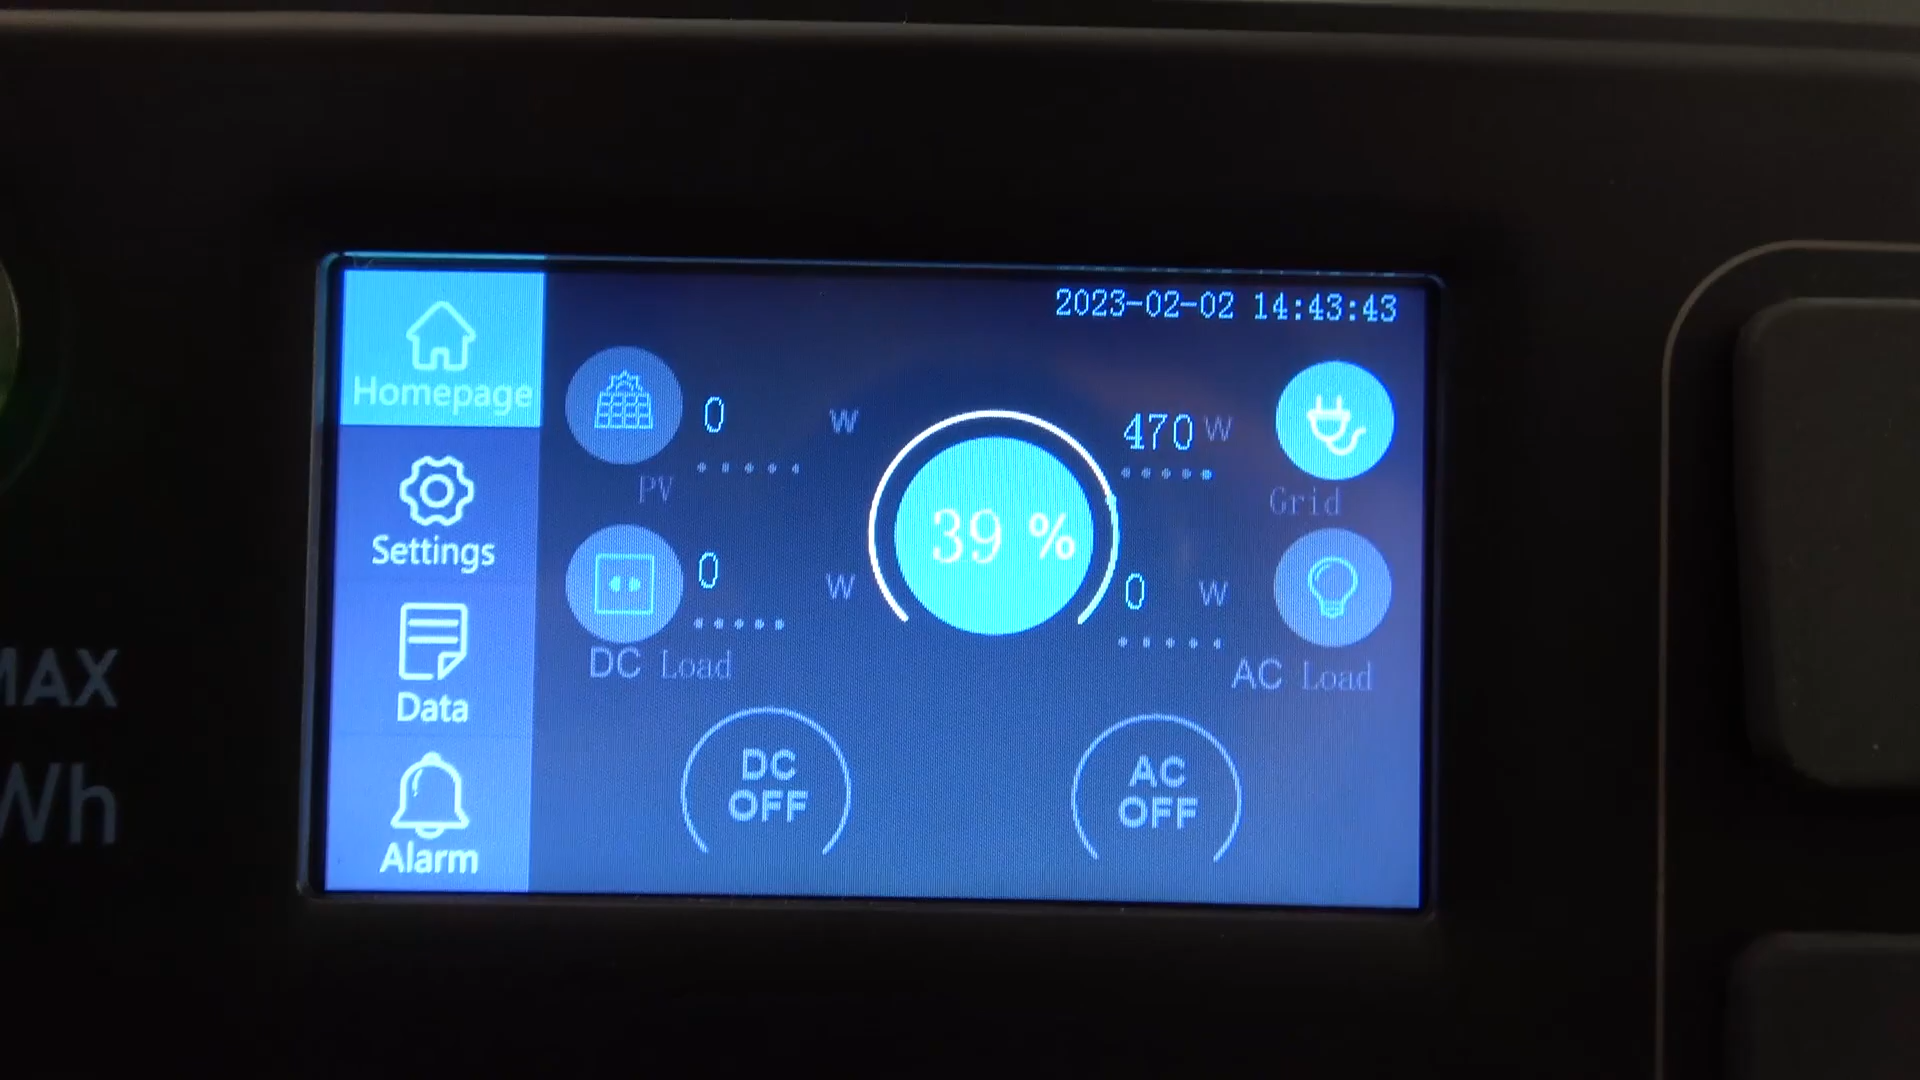 2023-02-02 14:43:43
Homepage
Settings
Data
Alarm
0 W
PV
470 W
Grid
39 %
0 W
DC Load
0 W
AC Load
DC
OFF
AC
OFF
MAX
Wh